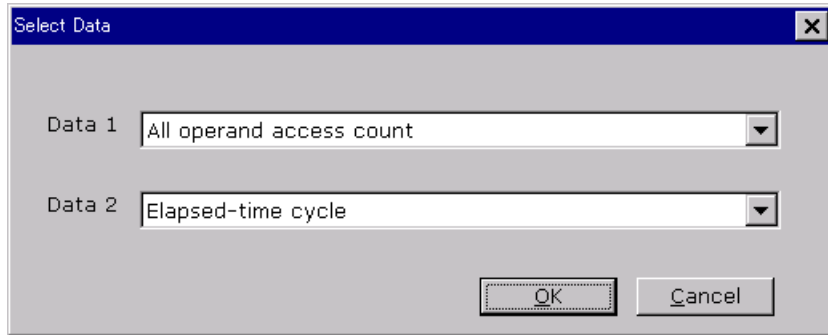 Select Data
Data 1 All operand access count
Data 2 Elapsed-time cycle
OK Cancel